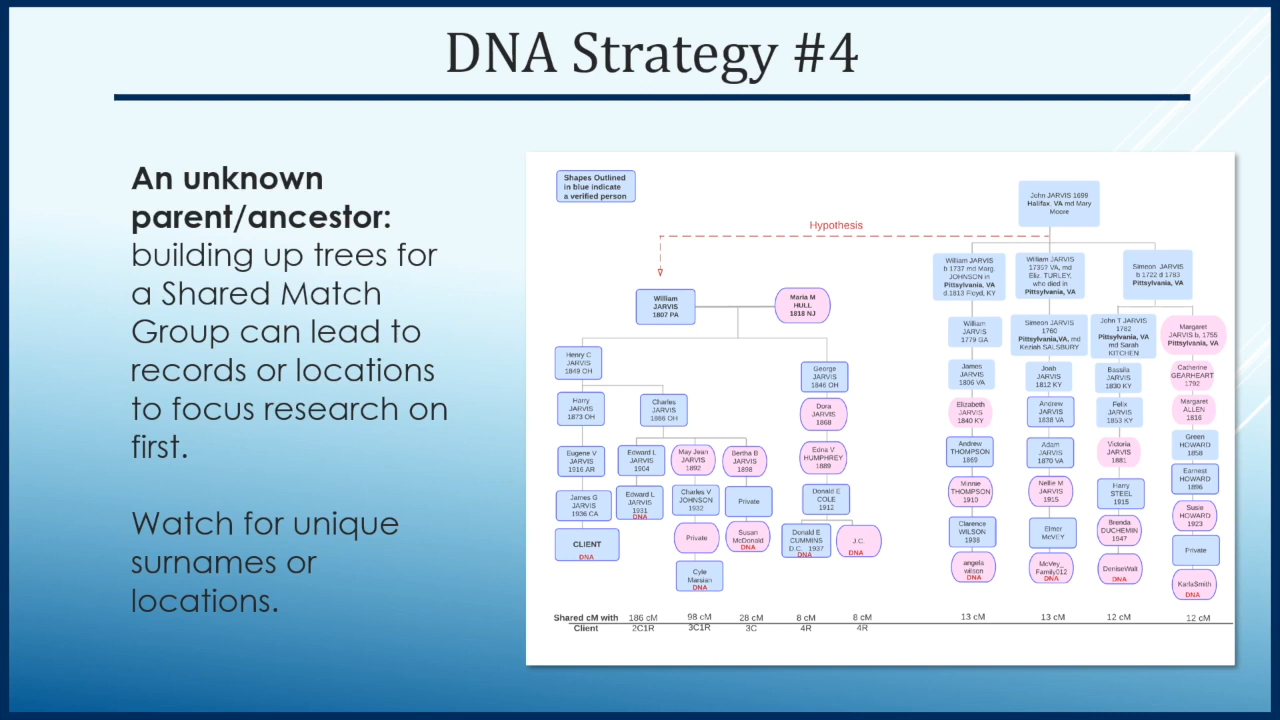 DNA Strategy #4
An unknown
parent/ancestor:
building up trees for
a Shared Match
Group can lead to
records or locations
to focus research on
first.
Watch for unique
surnames or
locations.
Shapes Outlined
in blue indicate
a verified person
Hypothesis
John JARVIS 1699
Halifax, VA md Mary
Moore
William JARVIS
b 1737 md Marg.
JOHNSON in
Pittsylvania, VA
d.1813 Floyd, KY
William JARVIS
1735? VA, md
Eliz. TURLEY,
who died in
Pittsylvania, VA
Simeon JARVIS
b 1722 d 1783
Pittsylvania, VA
William
JARVIS
1807 PA
Maria M
HULL
1818 NJ
William
JARVIS
1779 GA
Simeon JARVIS
1760
Pittsylvania,VA, md
Keziah SALSBURY
John T JARVIS
1782
Pittsylvania, VA
md Sarah
KITCHEN
Margaret
JARVIS b. 1755
Pittsylvania, VA
Henry C
JARVIS
1849 OH
George
JARVIS
1846 OH
James
JARVIS
1806 VA
Joab
JARVIS
1812 KY
Bassila
JARVIS
1830 KY
Catherine
GEARHEART
1792
Harry
JARVIS
1873 OH
Charles
JARVIS
1886 OH
Dora
JARVIS
1868
Elizabeth
JARVIS
1840 KY
Andrew
JARVIS
1838 VA
Felix
JARVIS
1853 KY
Margaret
ALLEN
1818
Eugene V
JARVIS
1916 AR
Edward L
JARVIS
1904
May Jean
JARVIS
1892
Bertha B
JARVIS
1898
Edna V
HUMPHREY
1889
Andrew
THOMPSON
1869
Adam
JARVIS
1870 VA
Victoria
JARVIS
1881
Green
HOWARD
1858
James G
JARVIS
1936 CA
Edward L
JARVIS
1931
DNA
Charles V
JOHNSON
1932
Private
Donald E
COLE
1912
Minnie
THOMPSON
1910
Nellie M
JARVIS
1915
Harry
STEEL
1915
Earnest
HOWARD
1896
CLIENT
DNA
Private
Susan
McDonald
DNA
Donald E
CUMMINS
D.C. 1937
DNA
J.C.
DNA
Clarence
WILSON
1938
Elmer
McVEY
Brenda
DUCHEMIN
1947
Susie
HOWARD
1923
Cyle
Marsian
DNA
angela
wilson
DNA
McVey_
Family012
DNA
DeniseWalt
DNA
Private
KarlaSmith
DNA
Shared cM with 186 cM 98 cM 28 cM 8 cM 8 cM 13 cM 13 cM 12 cM 12 cM
Client 2C1R 3C1R 3C 4R 4R